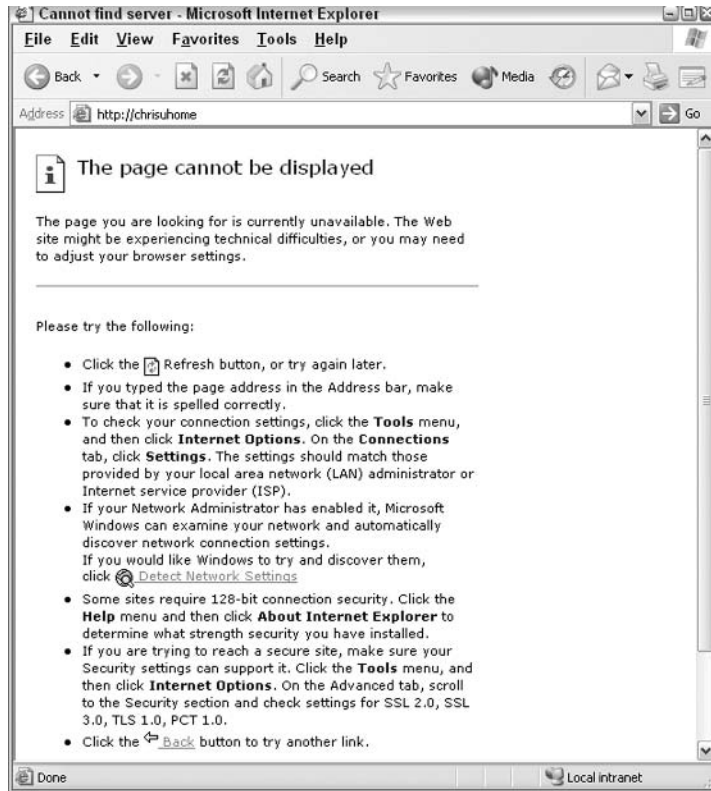 Cannot find server - Microsoft Internet Explorer
File Edit View Favorites Tools Help
Back Search Favorites Media
Address http://chrisuhome Go
The page cannot be displayed
The page you are looking for is currently unavailable. The Web
site might be experiencing technical difficulties, or you may need
to adjust your browser settings.
Please try the following:
• Click the Refresh button, or try again later.
• If you typed the page address in the Address bar, make
sure that it is spelled correctly.
• To check your connection settings, click the Tools menu,
and then click Internet Options. On the Connections
tab, click Settings. The settings should match those
provided by your local area network (LAN) administrator or
Internet service provider (ISP).
• If your Network Administrator has enabled it, Microsoft
Windows can examine your network and automatically
discover network connection settings.
If you would like Windows to try and discover them,
click Detect Network Settings
• Some sites require 128-bit connection security. Click the
Help menu and then click About Internet Explorer to
determine what strength security you have installed.
• If you are trying to reach a secure site, make sure your
Security settings can support it. Click the Tools menu, and
then click Internet Options. On the Advanced tab, scroll
to the Security section and check settings for SSL 2.0, SSL
3.0, TLS 1.0, PCT 1.0.
• Click the Back button to try another link.
Done Local intranet